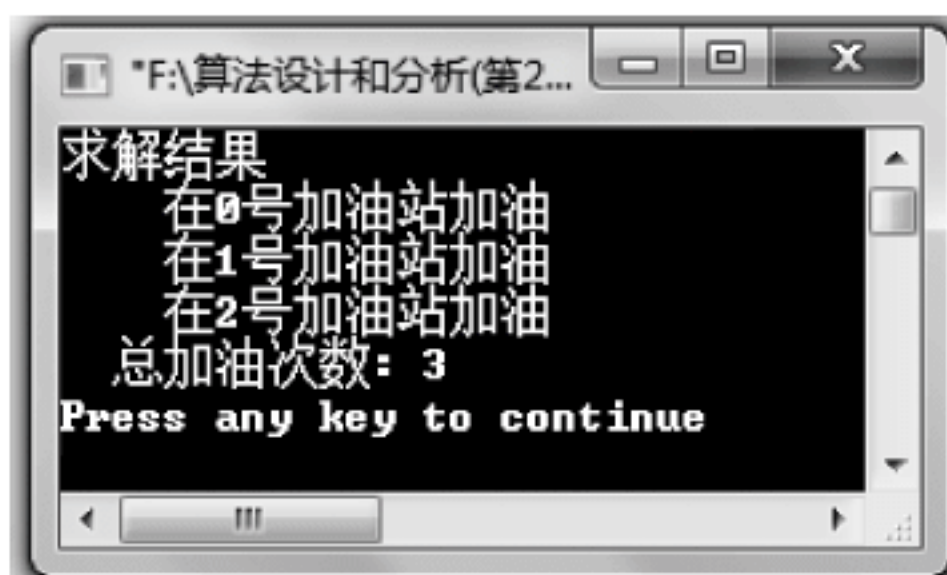 "F:\算法设计和分析(第2...
求解结果
在0号加油站加油
在1号加油站加油
在2号加油站加油
总加油次数: 3
Press any key to continue